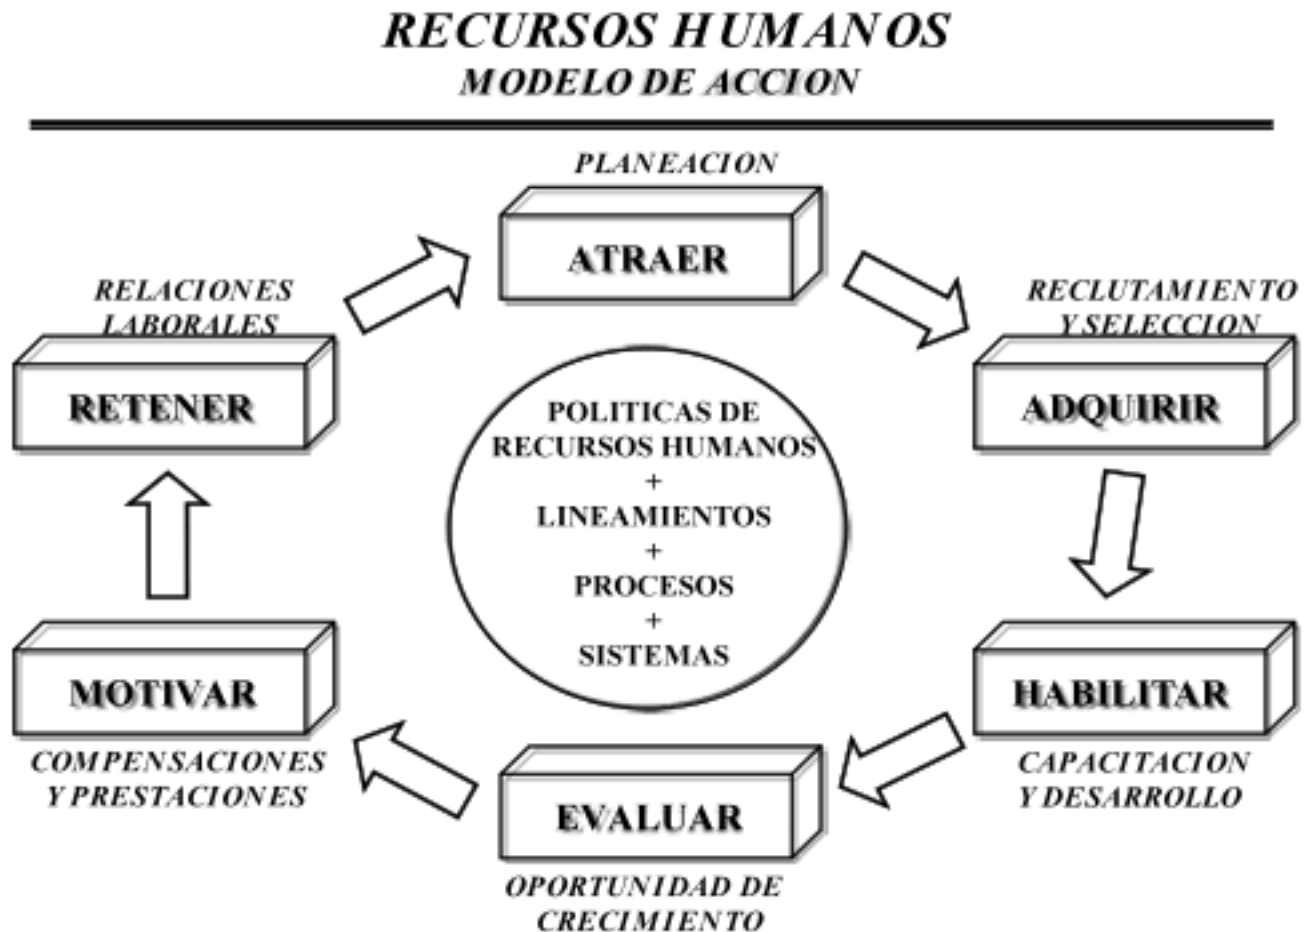 RECURSOS HUMANOS
MODELO DE ACCION
PLANEACION
ATRAER
RELACIONES
LABORALES
RETENER
RECLUTAMIENTO
Y SELECCION
ADQUIRIR
POLITICAS DE
RECURSOS HUMANOS
+
LINEAMIENTOS
+
PROCESOS
+
SISTEMAS
MOTIVAR
COMPENSACIONES
Y PRESTACIONES
HABILITAR
CAPACITACION
Y DESARROLLO
EVALUAR
OPORTUNIDAD DE
CRECIMIENTO